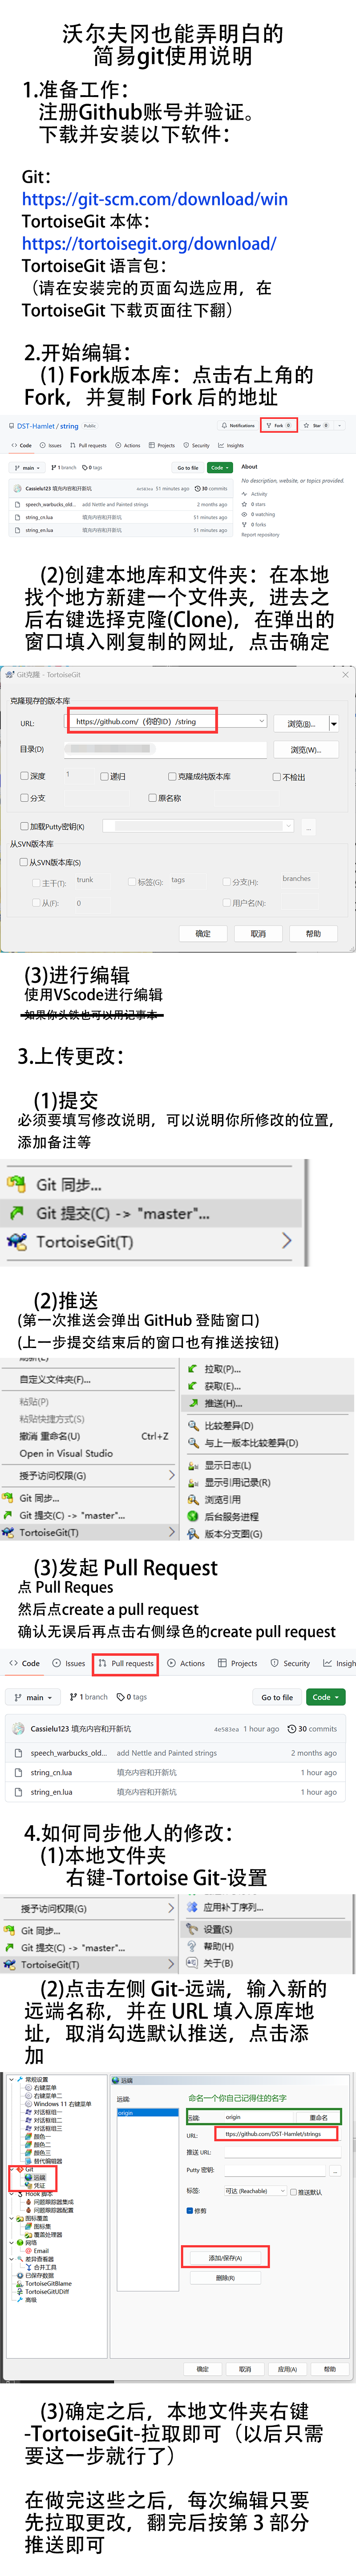 沃尔夫冈也能弄明白的
简易git使用说明
1.准备工作：
注册Github账号并验证。
下载并安装以下软件：
Git：
https://git-scm.com/download/win
TortoiseGit 本体：
https://tortoisegit.org/download/
TortoiseGit 语言包：
（请在安装完的页面勾选应用，在
TortoiseGit 下载页面往下翻）
2.开始编辑：
(1) Fork版本库：点击右上角的
Fork，并复制 Fork 后的地址
DST-Hamlet / string Public
Notifications Fork 0 Star 0
Code Issues Pull requests Actions Projects Security Insights
main 1 branch 0 tags Go to file Code
About
No description, website, or topics provided.
Cassielu123 填充内容和开新坑 51 minutes ago 30 commits
speech_warbucks_old... add Nettle and Painted strings 2 months ago
string_cn.lua 填充内容和开新坑 51 minutes ago
string_en.lua 填充内容和开新坑 51 minutes ago
Activity
0 stars
0 watching
0 forks
Report repository
(2)创建本地库和文件夹：在本地
找个地方新建一个文件夹，进去之
后右键选择克隆(Clone)，在弹出的
窗口填入刚复制的网址，点击确定
Git克隆 - TortoiseGit
克隆现存的版本库
URL: https://github.com/（你的ID）/string 浏览(B)...
目录(D) 浏览(W)...
深度 1 递归 克隆成纯版本库 不检出
分支 原名称
加载Putty密钥(K) ...
从SVN版本库
从SVN版本库(S)
主干(T): trunk 标签(G): tags 分支(H): branches
从(F): 0 用户名(N):
确定 取消 帮助
(3)进行编辑
使用VScode进行编辑
如果你头铁也可以用记事本
3.上传更改：
(1)提交
必须要填写修改说明，可以说明你所修改的位置，
添加备注等
Git 同步...
Git 提交(C) -> "master"...
TortoiseGit(T)
(2)推送
(第一次推送会弹出 GitHub 登陆窗口)
(上一步提交结束后的窗口也有推送按钮)
自定义文件夹(F)...
粘贴(P)
粘贴快捷方式(S)
撤消 重命名(U) Ctrl+Z
Open in Visual Studio
授予访问权限(G)
Git 同步...
Git 提交(C) -> "master"...
TortoiseGit(T)
拉取(P)...
获取(E)...
推送(H)...
比较差异(D)
与上一版本比较差异(D)
显示日志(L)
显示引用记录(R)
浏览引用
后台服务进程
版本分支图(G)
(3)发起 Pull Request
点 Pull Reques
然后点create a pull request
确认无误后再点击右侧绿色的create pull request
Code Issues Pull requests Actions Projects Security Insigh
main 1 branch 0 tags Go to file Code
Cassielu123 填充内容和开新坑 4e583ea 1 hour ago 30 commits
speech_warbucks_old... add Nettle and Painted strings 2 months ago
string_cn.lua 填充内容和开新坑 1 hour ago
string_en.lua 填充内容和开新坑 1 hour ago
4.如何同步他人的修改：
(1)本地文件夹
右键-Tortoise Git-设置
授予访问权限(G)
Git 同步...
Git 提交(C) -> "master"...
TortoiseGit(T)
应用补丁序列...
设置(S)
帮助(H)
关于(B)
(2)点击左侧 Git-远端，输入新的
远端名称，并在 URL 填入原库地
址，取消勾选默认推送，点击添
加
常规设置
右键菜单
右键菜单二
Windows 11 右键菜单
对话框组一
对话框组二
对话框组三
颜色一
颜色二
颜色三
替代编辑器
Git
远端
凭证
Hook 脚本
问题跟踪器集成
问题跟踪器配置
图标覆盖
图标集
覆盖处理器
网络
Email
差异查看器
合并工具
已保存数据
TortoiseGitBlame
TortoiseGitUDiff
高级
远端
远端:
origin
命名一个你自己记得住的名字
远端: origin 重命名
URL: ttps://github.com/DST-Hamlet/strings
推送 URL:
Putty 密钥: ...
标签: 可达 (Reachable) 推送默认
修剪
添加/保存(A)
删除(R)
确定 取消 应用(A) 帮助
(3)确定之后，本地文件夹右键
-TortoiseGit-拉取即可（以后只需
要这一步就行了）
在做完这些之后，每次编辑只要
先拉取更改，翻完后按第 3 部分
推送即可